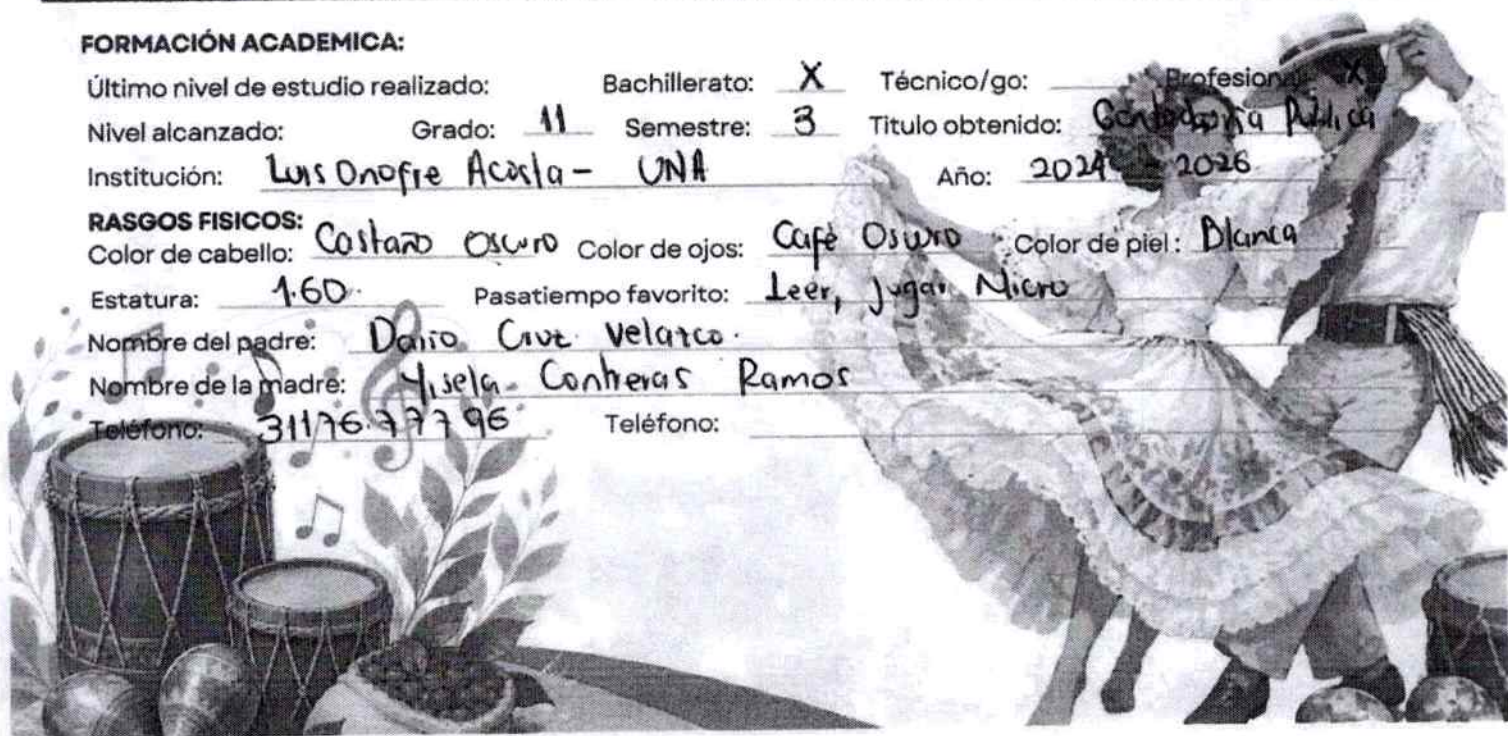 FORMACIÓN ACADEMICA:
Último nivel de estudio realizado: Bachillerato: X Técnico/go: Profesional: X
Nivel alcanzado: Grado: 11 Semestre: 3 Titulo obtenido: Contaduría Pública
Institución: Luis Onofre Acosta - UNA Año: 2024 2026
RASGOS FISICOS:
Color de cabello: Castaño Oscuro Color de ojos: Café Oscuro Color de piel: Blanca
Estatura: 1.60 Pasatiempo favorito: Leer, Jugar Micro
Nombre del padre: Dario Cruz Velazco.
Nombre de la madre: Yisela Contreras Ramos
Teléfono: 31176.77796 Teléfono: